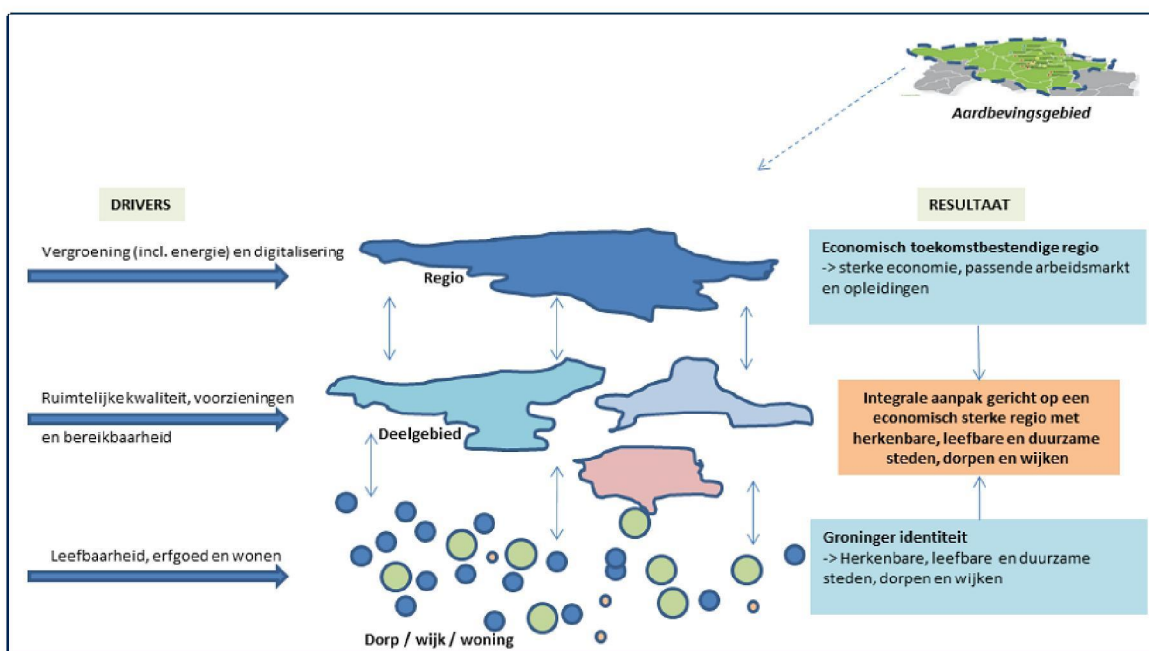 Aardbevingsgebied
DRIVERS
RESULTAAT
Vergroening (incl. energie) en digitalisering
Regio
Economisch toekomstbestendige regio
-> sterke economie, passende arbeidsmarkt
en opleidingen
Ruimtelijke kwaliteit, voorzieningen
en bereikbaarheid
Deelgebied
Integrale aanpak gericht op een
economisch sterke regio met
herkenbare, leefbare en duurzame
steden, dorpen en wijken
Leefbaarheid, erfgoed en wonen
Groninger identiteit
-> Herkenbare, leefbare en duurzame
steden, dorpen en wijken
Dorp / wijk / woning